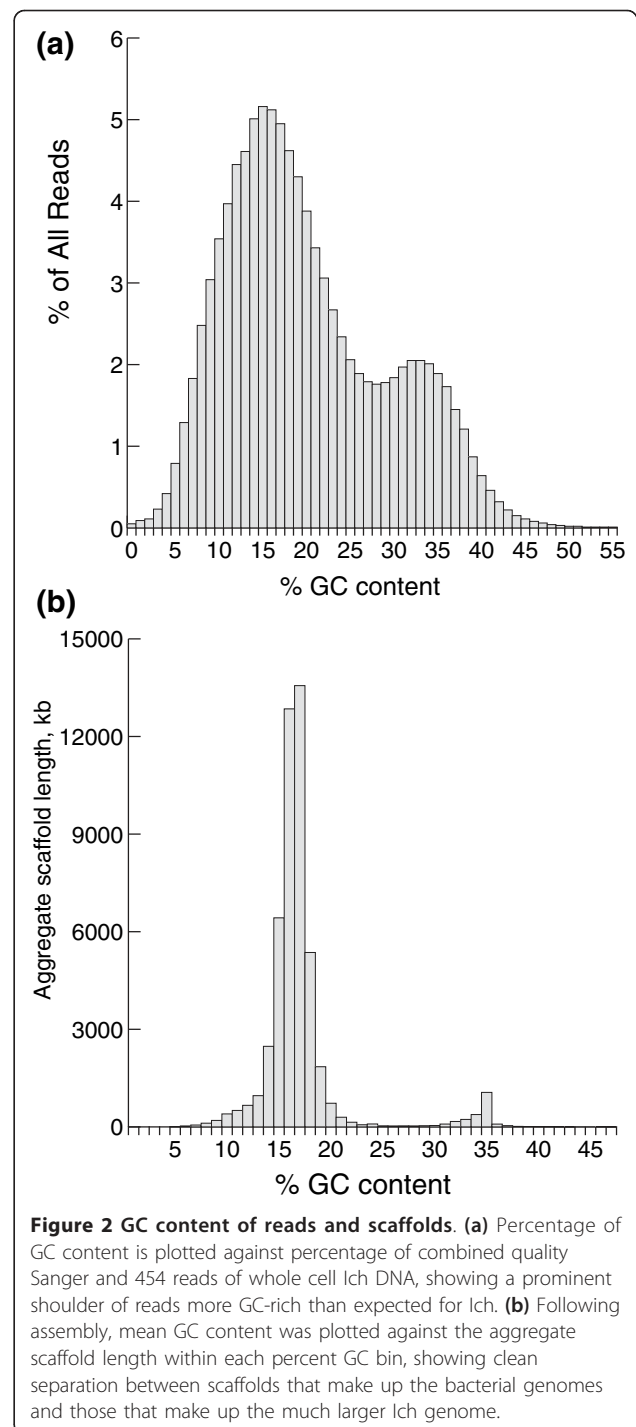 (a)
% of All Reads
6
5
4
3
2
1
0
0 5 10 15 20 25 30 35 40 45 50 55
% GC content
(b)
Aggregate scaffold length, kb
15000
12000
9000
6000
3000
0
5 10 15 20 25 30 35 40 45
% GC content
Figure 2 GC content of reads and scaffolds. (a) Percentage of
GC content is plotted against percentage of combined quality
Sanger and 454 reads of whole cell Ich DNA, showing a prominent
shoulder of reads more GC-rich than expected for Ich. (b) Following
assembly, mean GC content was plotted against the aggregate
scaffold length within each percent GC bin, showing clean
separation between scaffolds that make up the bacterial genomes
and those that make up the much larger Ich genome.